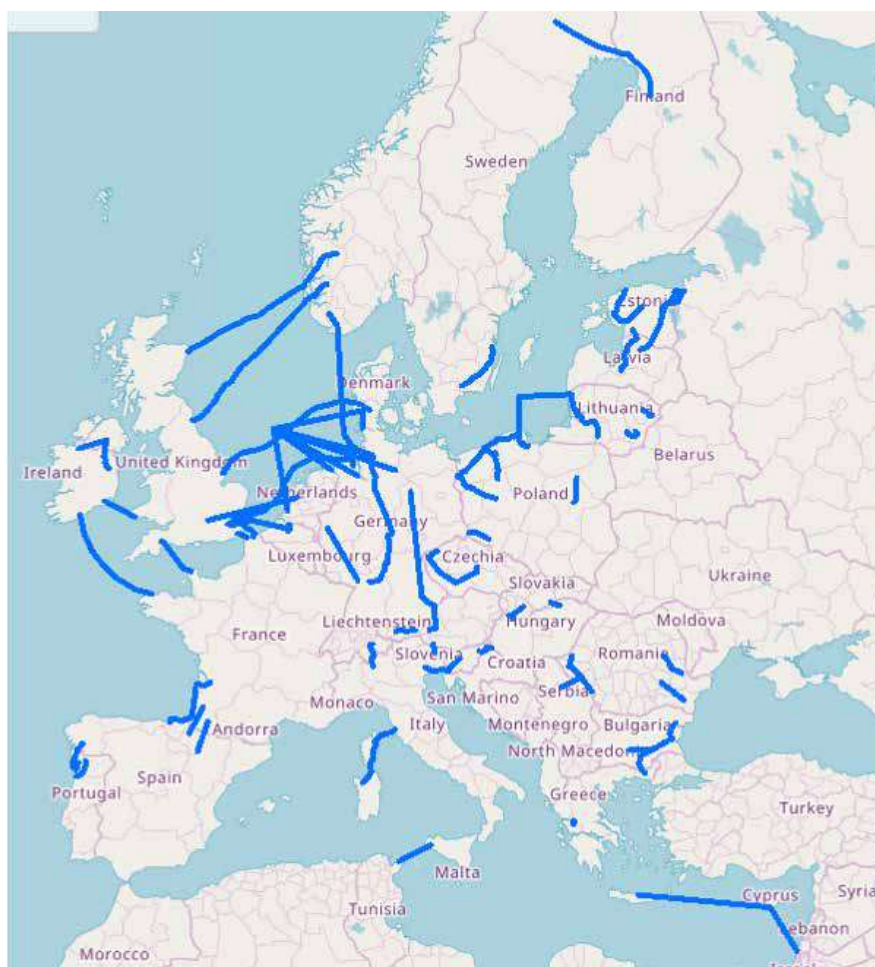 Finland
Sweden
Estonia
Latvia
Denmark
Lithuania
Ireland
United Kingdom
Belarus
Netherlands
Poland
Germany
Luxembourg
Czechia
Ukraine
Slovakia
Liechtenstein
Hungary
Moldova
France
Slovenia
Romania
Croatia
Serbia
Monaco
San Marino
Andorra
Italy
Montenegro
Bulgaria
North Macedonia
Spain
Portugal
Greece
Turkey
Malta
Cyprus
Syria
Tunisia
Lebanon
Morocco